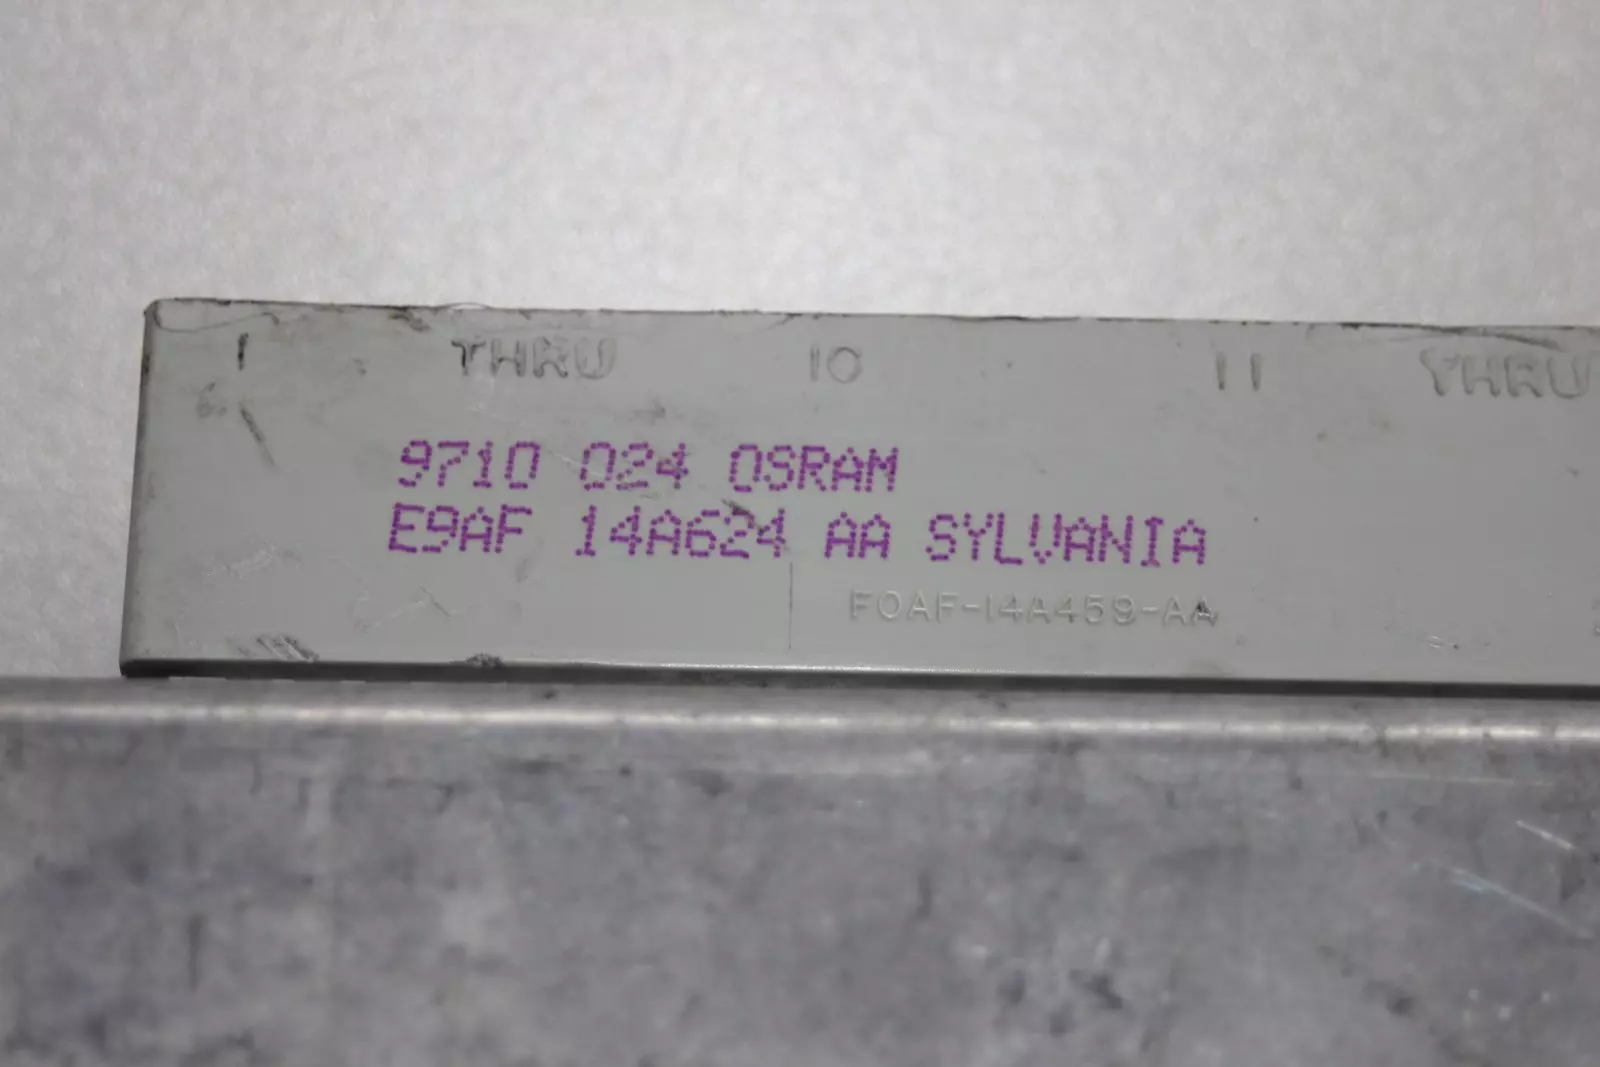 1 THRU 10 11 THRU
9710 024 OSRAM
E9AF 14A624 AA SYLVANIA
F0AF-14A459-AA